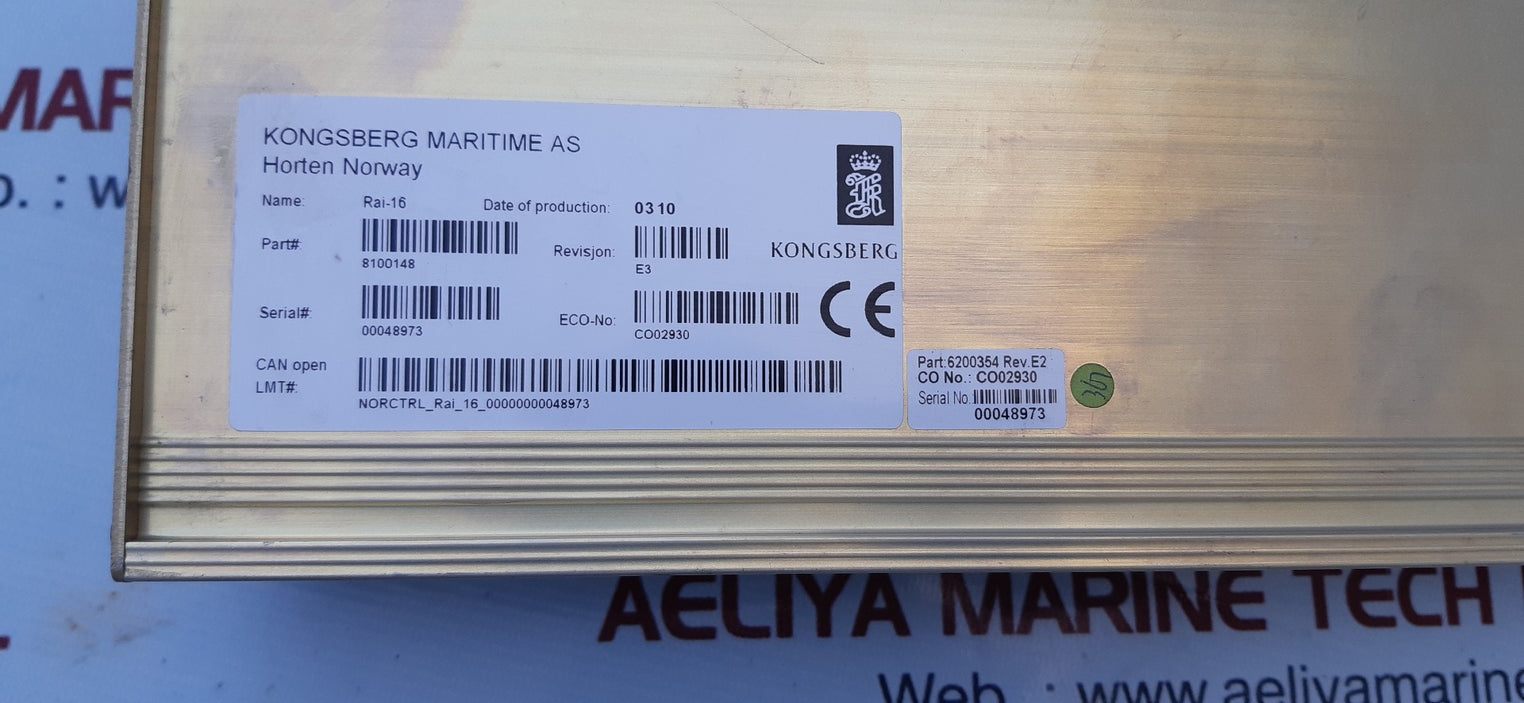 KONGSBERG MARITIME AS
Horten Norway
Name: Rai-16 Date of production: 0310
Part#: 8100148
Revisjon: E3
KONGSBERG
Serial#: 00048973
ECO-No: CO02930
CE
CAN open
LMT#: NORCTRL_Rai_16_00000000048973
Part:6200354 Rev.E2
CO No.: CO02930
Serial No.:
00048973
MAR
o. : w
AELIYA MARINE TECH
Web. : www.aeliyamarine